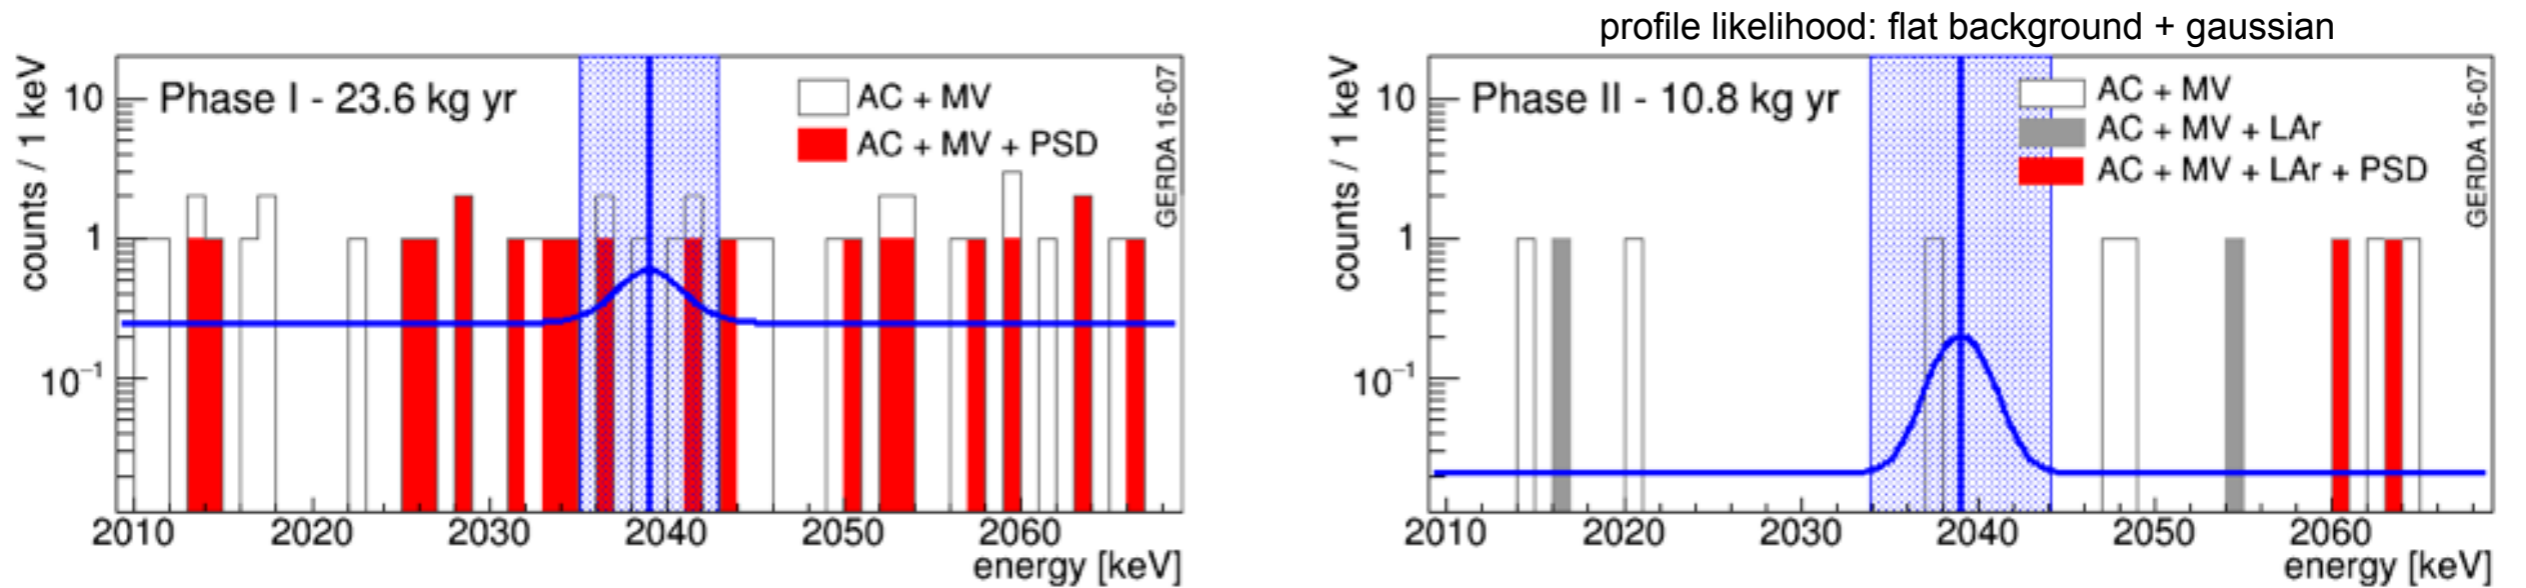 profile likelihood: flat background + gaussian
counts / 1 keV
10
1
10⁻¹
Phase I - 23.6 kg yr
AC + MV
AC + MV + PSD
GERDA 16-07
2010 2020 2030 2040 2050 2060
energy [keV]
counts / 1 keV
10
1
10⁻¹
Phase II - 10.8 kg yr
AC + MV
AC + MV + LAr
AC + MV + LAr + PSD
GERDA 16-07
2010 2020 2030 2040 2050 2060
energy [keV]